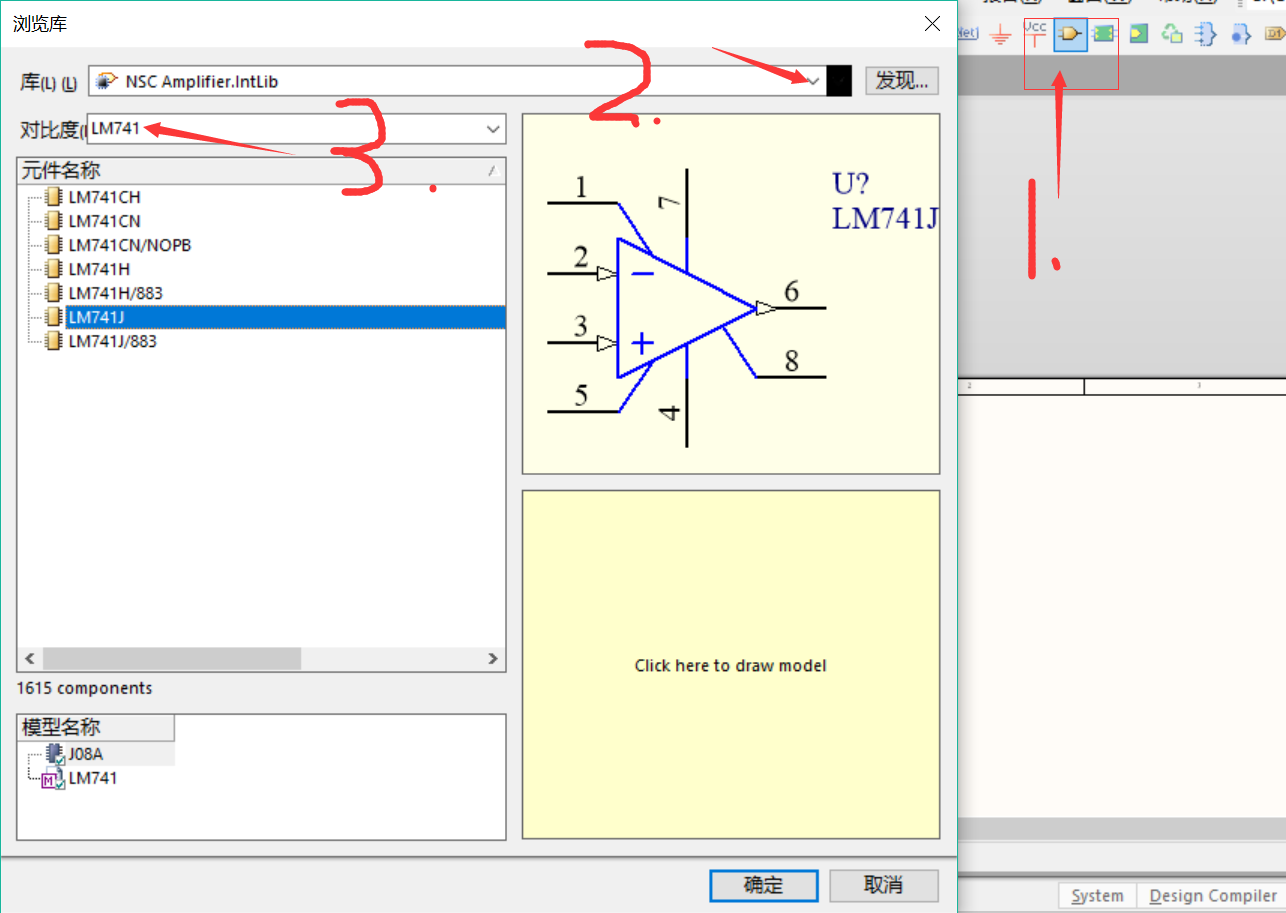 浏览库
库(L) (L)
NSC Amplifier.IntLib
发现...
对比度(
LM741
元件名称
LM741CH
LM741CN
LM741CN/NOPB
LM741H
LM741H/883
LM741J
LM741J/883
1615 components
模型名称
J08A
LM741
U?
LM741J
1
7
2
6
3
8
5
4
Click here to draw model
确定
取消
VCC
1.
2.
3.
2
3
System
Design Compiler